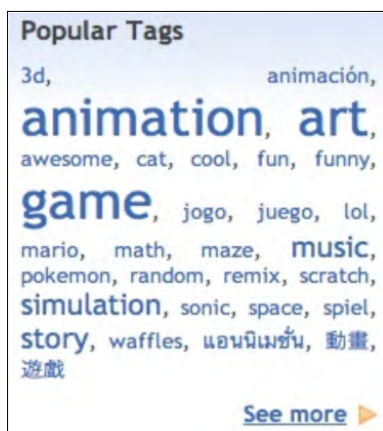 Popular Tags
3d, animación,
animation, art,
awesome, cat, cool, fun, funny,
game, jogo, juego, lol,
mario, math, maze, music,
pokemon, random, remix, scratch,
simulation, sonic, space, spiel,
story, waffles, แอนนิเมชั่น, 動畫,
遊戲
See more